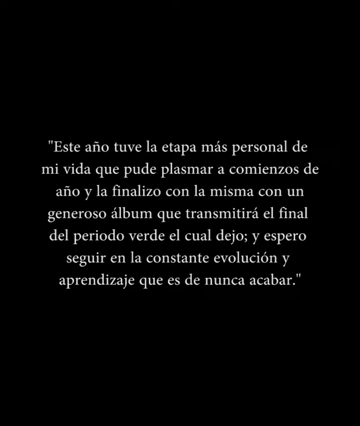 "Este año tuve la etapa más personal de
mi vida que pude plasmar a comienzos de
año y la finalizo con la misma con un
generoso álbum que transmitirá el final
del periodo verde el cual dejo; y espero
seguir en la constante evolución y
aprendizaje que es de nunca acabar."